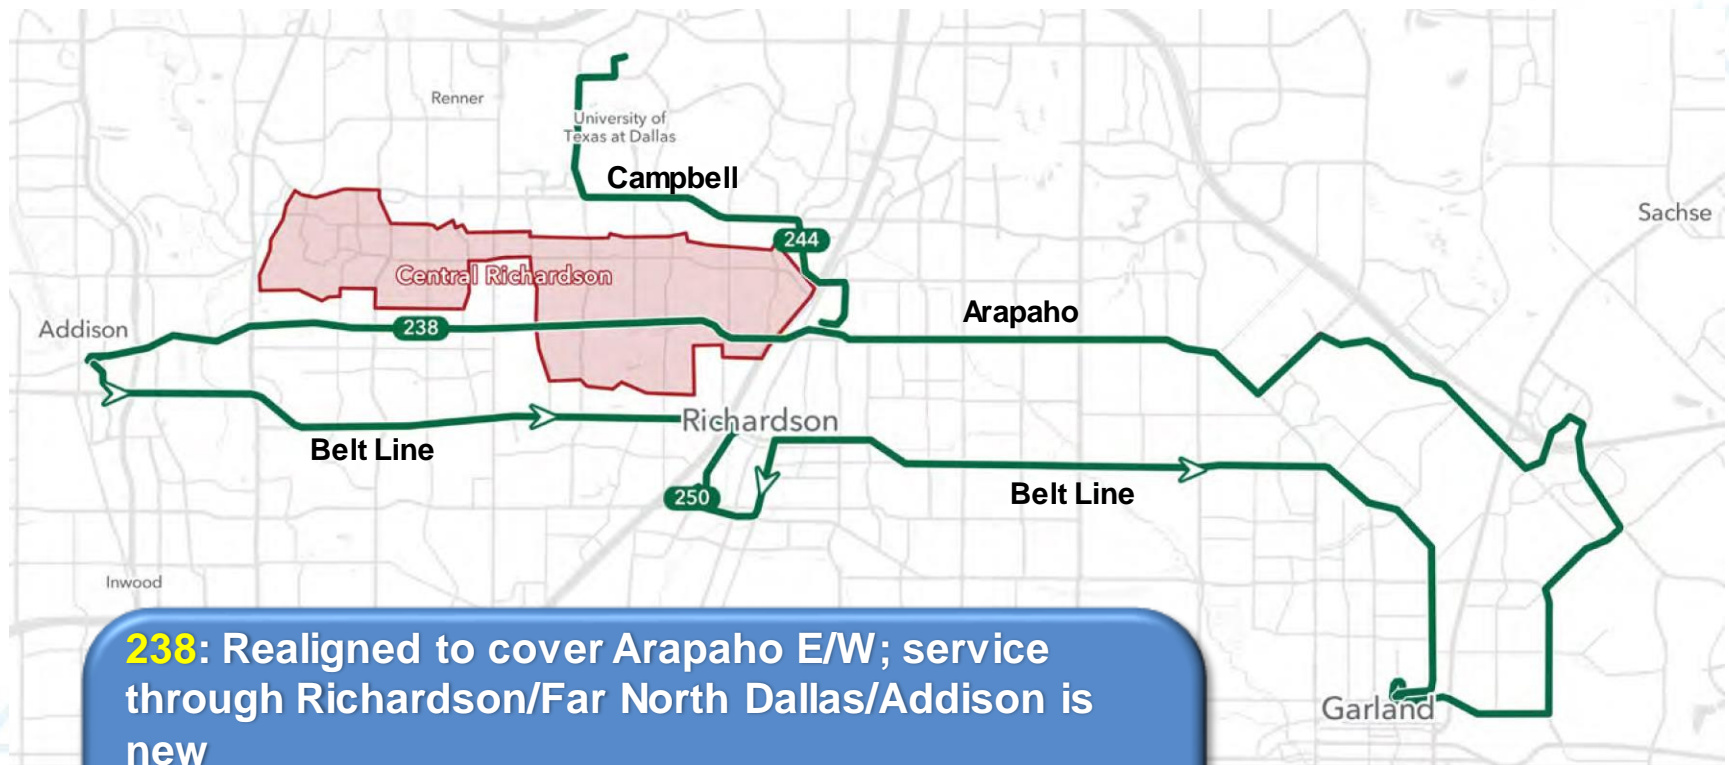 Renner
University of
Texas at Dallas
Campbell
Sachse
244
Central Richardson
Arapaho
Addison
238
Richardson
Belt Line
250
Belt Line
Inwood
238: Realigned to cover Arapaho E/W; service
through Richardson/Far North Dallas/Addison is
new
Garland